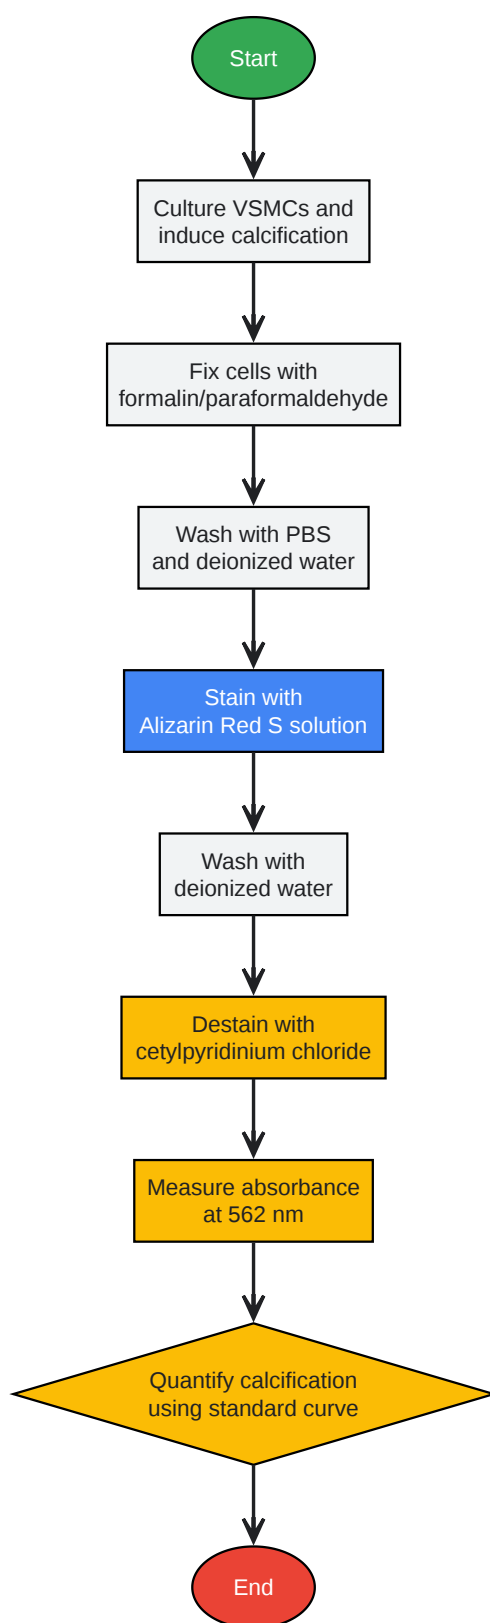 Start
Culture VSMCs and
induce calcification
Fix cells with
formalin/paraformaldehyde
Wash with PBS
and deionized water
Stain with
Alizarin Red S solution
Wash with
deionized water
Destain with
cetylpyridinium chloride
Measure absorbance
at 562 nm
Quantify calcification
using standard curve
End